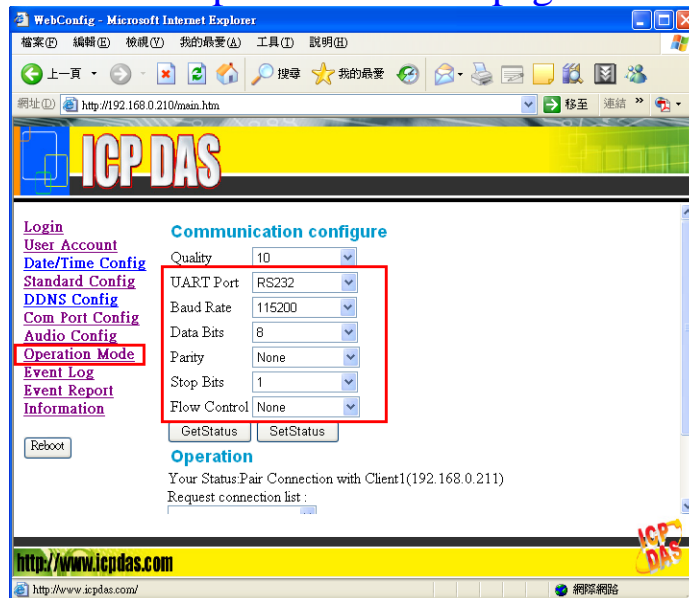 WebConfig - Microsoft Internet Explorer
檔案(F) 編輯(E) 檢視(V) 我的最愛(A) 工具(T) 說明(H)
上一頁 搜尋 我的最愛
網址(D) http://192.168.0.210/main.htm 移至 連結 »
ICP DAS
Login
User Account
Date/Time Config
Standard Config
DDNS Config
Com Port Config
Audio Config
Operation Mode
Event Log
Event Report
Information
Reboot
Communication configure
Quality 10
UART Port RS232
Baud Rate 115200
Data Bits 8
Parity None
Stop Bits 1
Flow Control None
GetStatus SetStatus
Operation
Your Status:Pair Connection with Client1(192.168.0.211)
Request connection list :
ICP DAS
http://www.icpdas.com
http://www.icpdas.com/ 網際網路